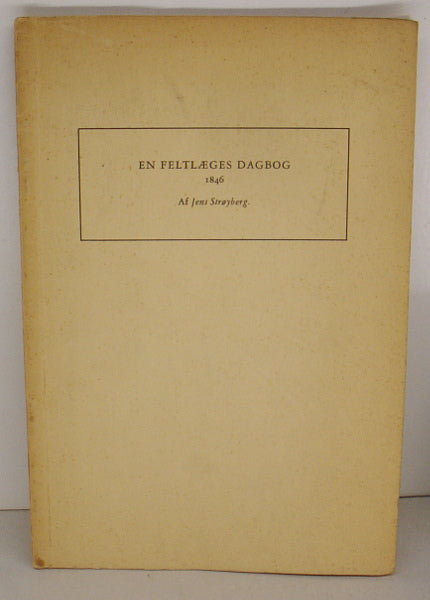 EN FELTLÆGES DAGBOG
1846
Af Jens Strøyberg.